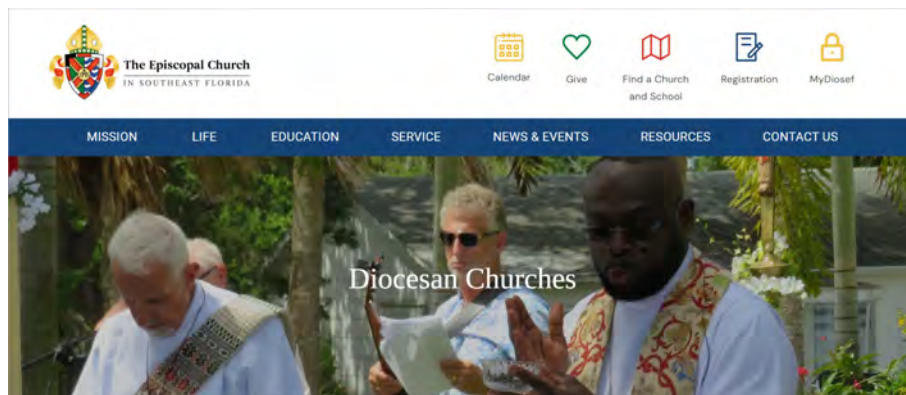 The Episcopal Church
IN SOUTHEAST FLORIDA
Calendar
Give
Find a Church
and School
Registration
MyDiosef
MISSION LIFE EDUCATION SERVICE NEWS & EVENTS RESOURCES CONTACT US
Diocesan Churches